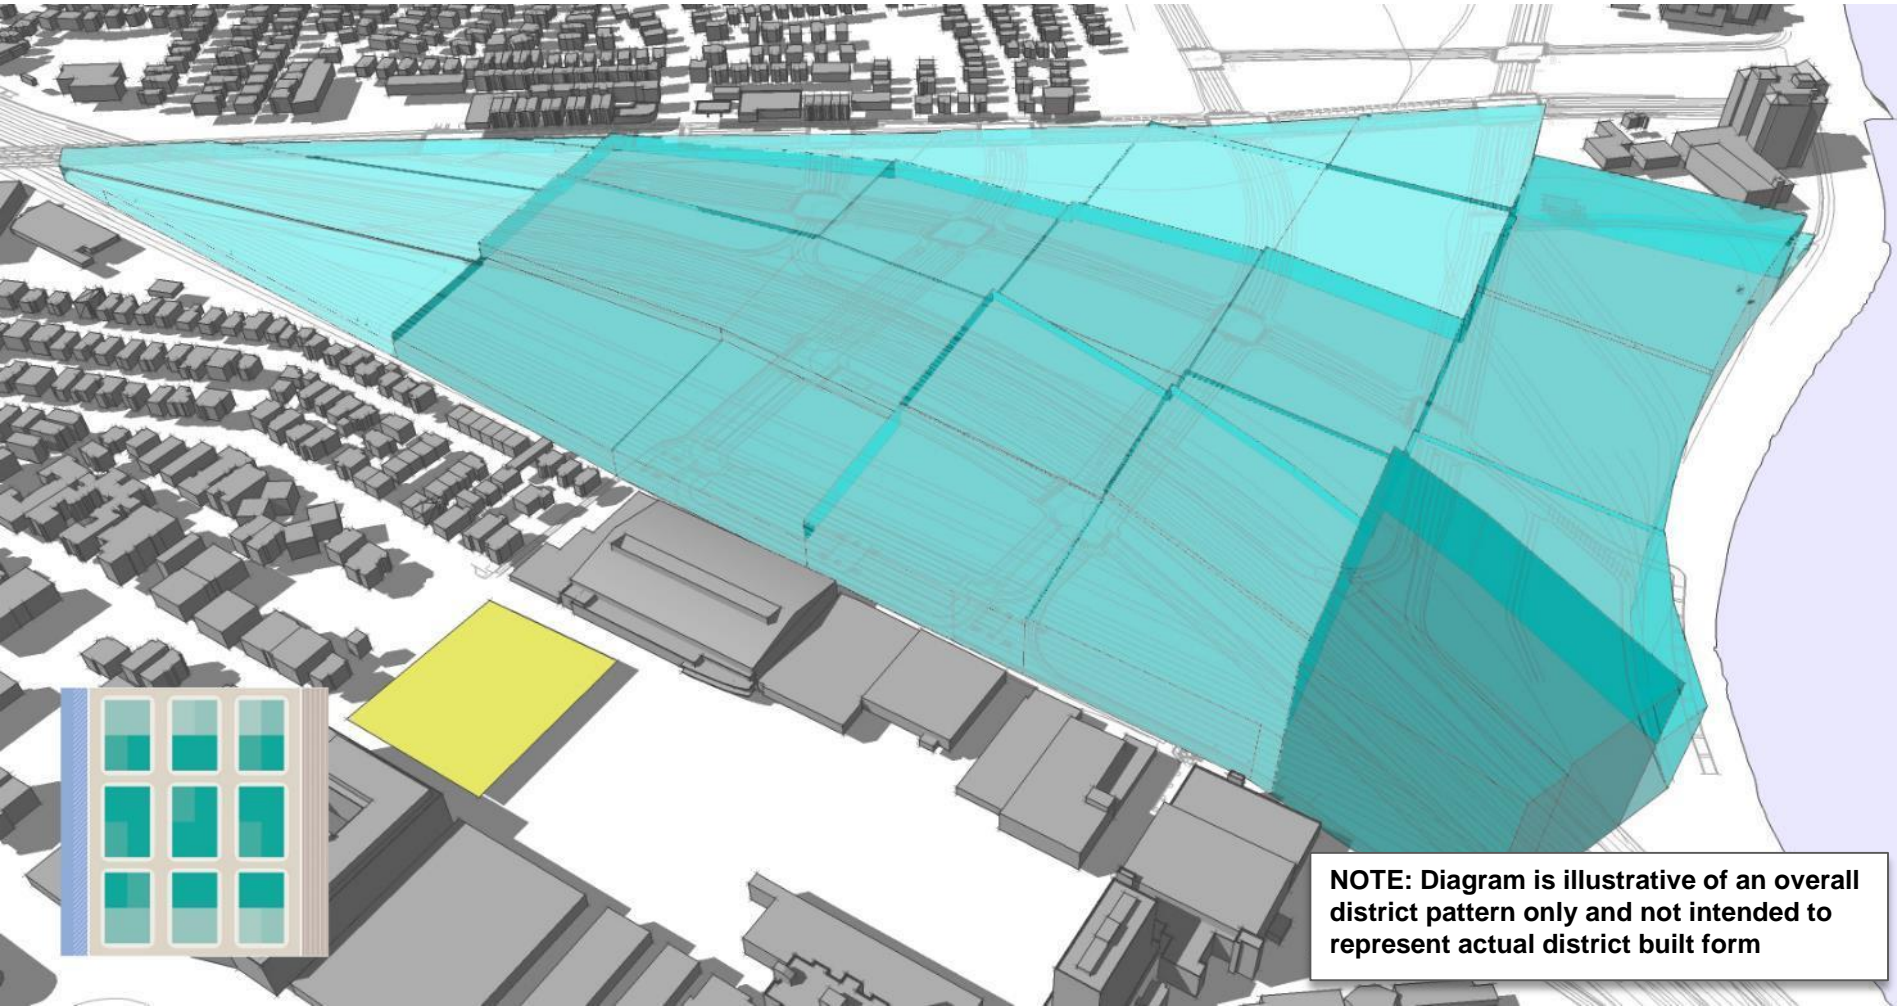 NOTE: Diagram is illustrative of an overall
district pattern only and not intended to
represent actual district built form